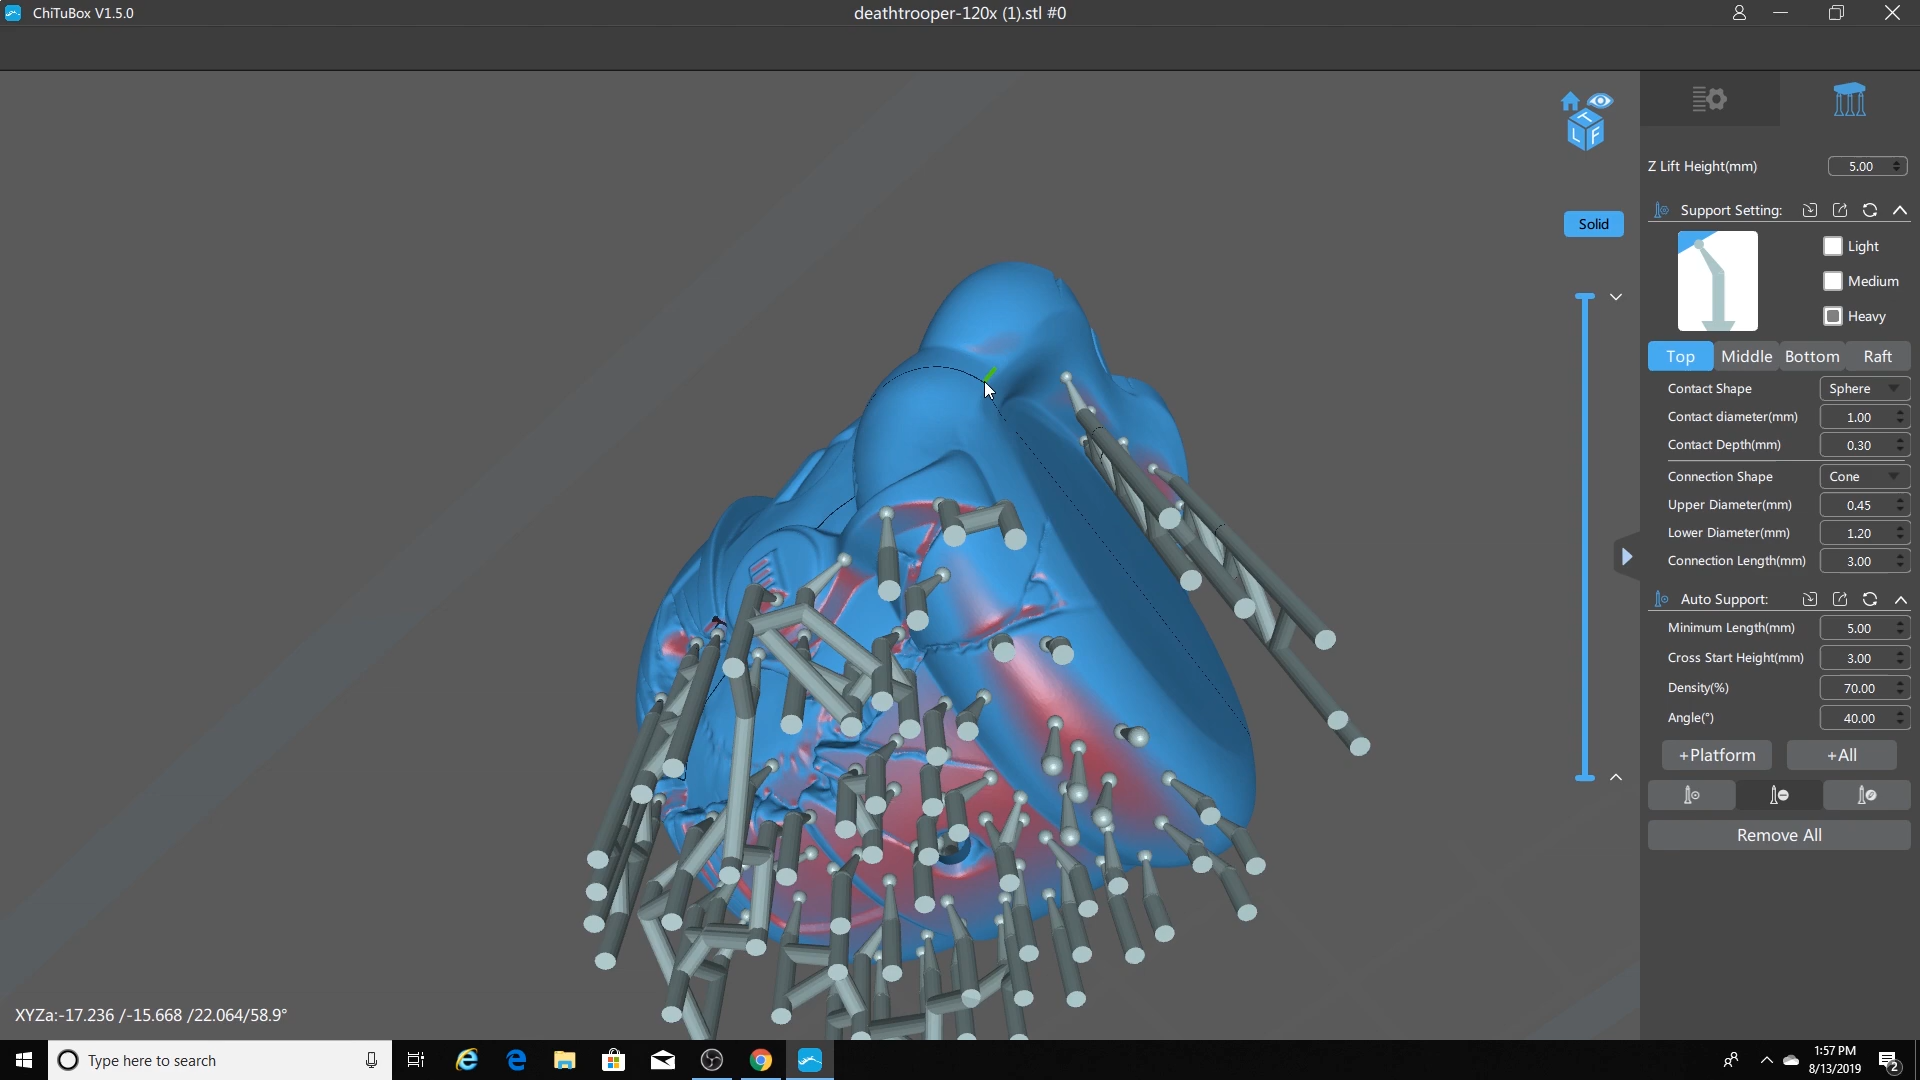 ChiTuBox V1.5.0
deathtrooper-120x (1).stl #0
T
L F
Z Lift Height(mm) 5.00
Support Setting:
Solid
Light
Medium
Heavy
Top Middle Bottom Raft
Contact Shape Sphere
Contact diameter(mm) 1.00
Contact Depth(mm) 0.30
Connection Shape Cone
Upper Diameter(mm) 0.45
Lower Diameter(mm) 1.20
Connection Length(mm) 3.00
Auto Support:
Minimum Length(mm) 5.00
Cross Start Height(mm) 3.00
Density(%) 70.00
Angle(°) 40.00
+Platform +All
Remove All
XYZa:-17.236 /-15.668 /22.064/58.9°
Type here to search
1:57 PM
8/13/2019
2